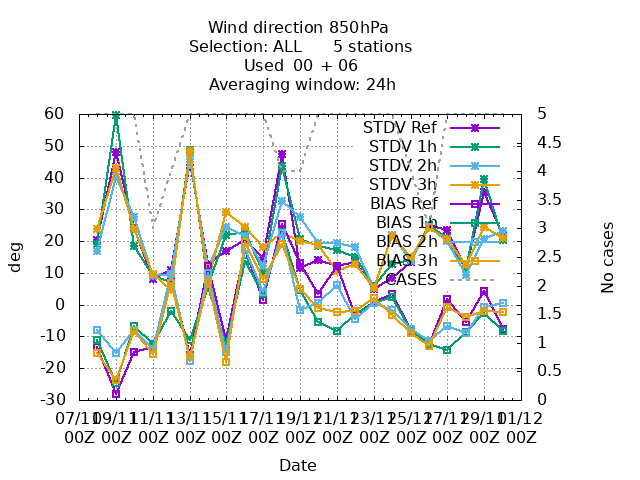 Wind direction 850hPa
Selection: ALL 5 stations
Used 00 + 06
Averaging window: 24h
60
50
40
30
20
10
0
-10
-20
-30
deg
5
4.5
4
3.5
3
2.5
2
1.5
1
0.5
0
No cases
STDV Ref
STDV 1h
STDV 2h
STDV 3h
BIAS Ref
BIAS 1h
BIAS 2h
BIAS 3h
CASES
07/11 09/11 11/11 13/11 15/11 17/11 19/11 21/11 23/11 25/11 27/11 29/11 01/12
00Z 00Z 00Z 00Z 00Z 00Z 00Z 00Z 00Z 00Z 00Z 00Z 00Z
Date